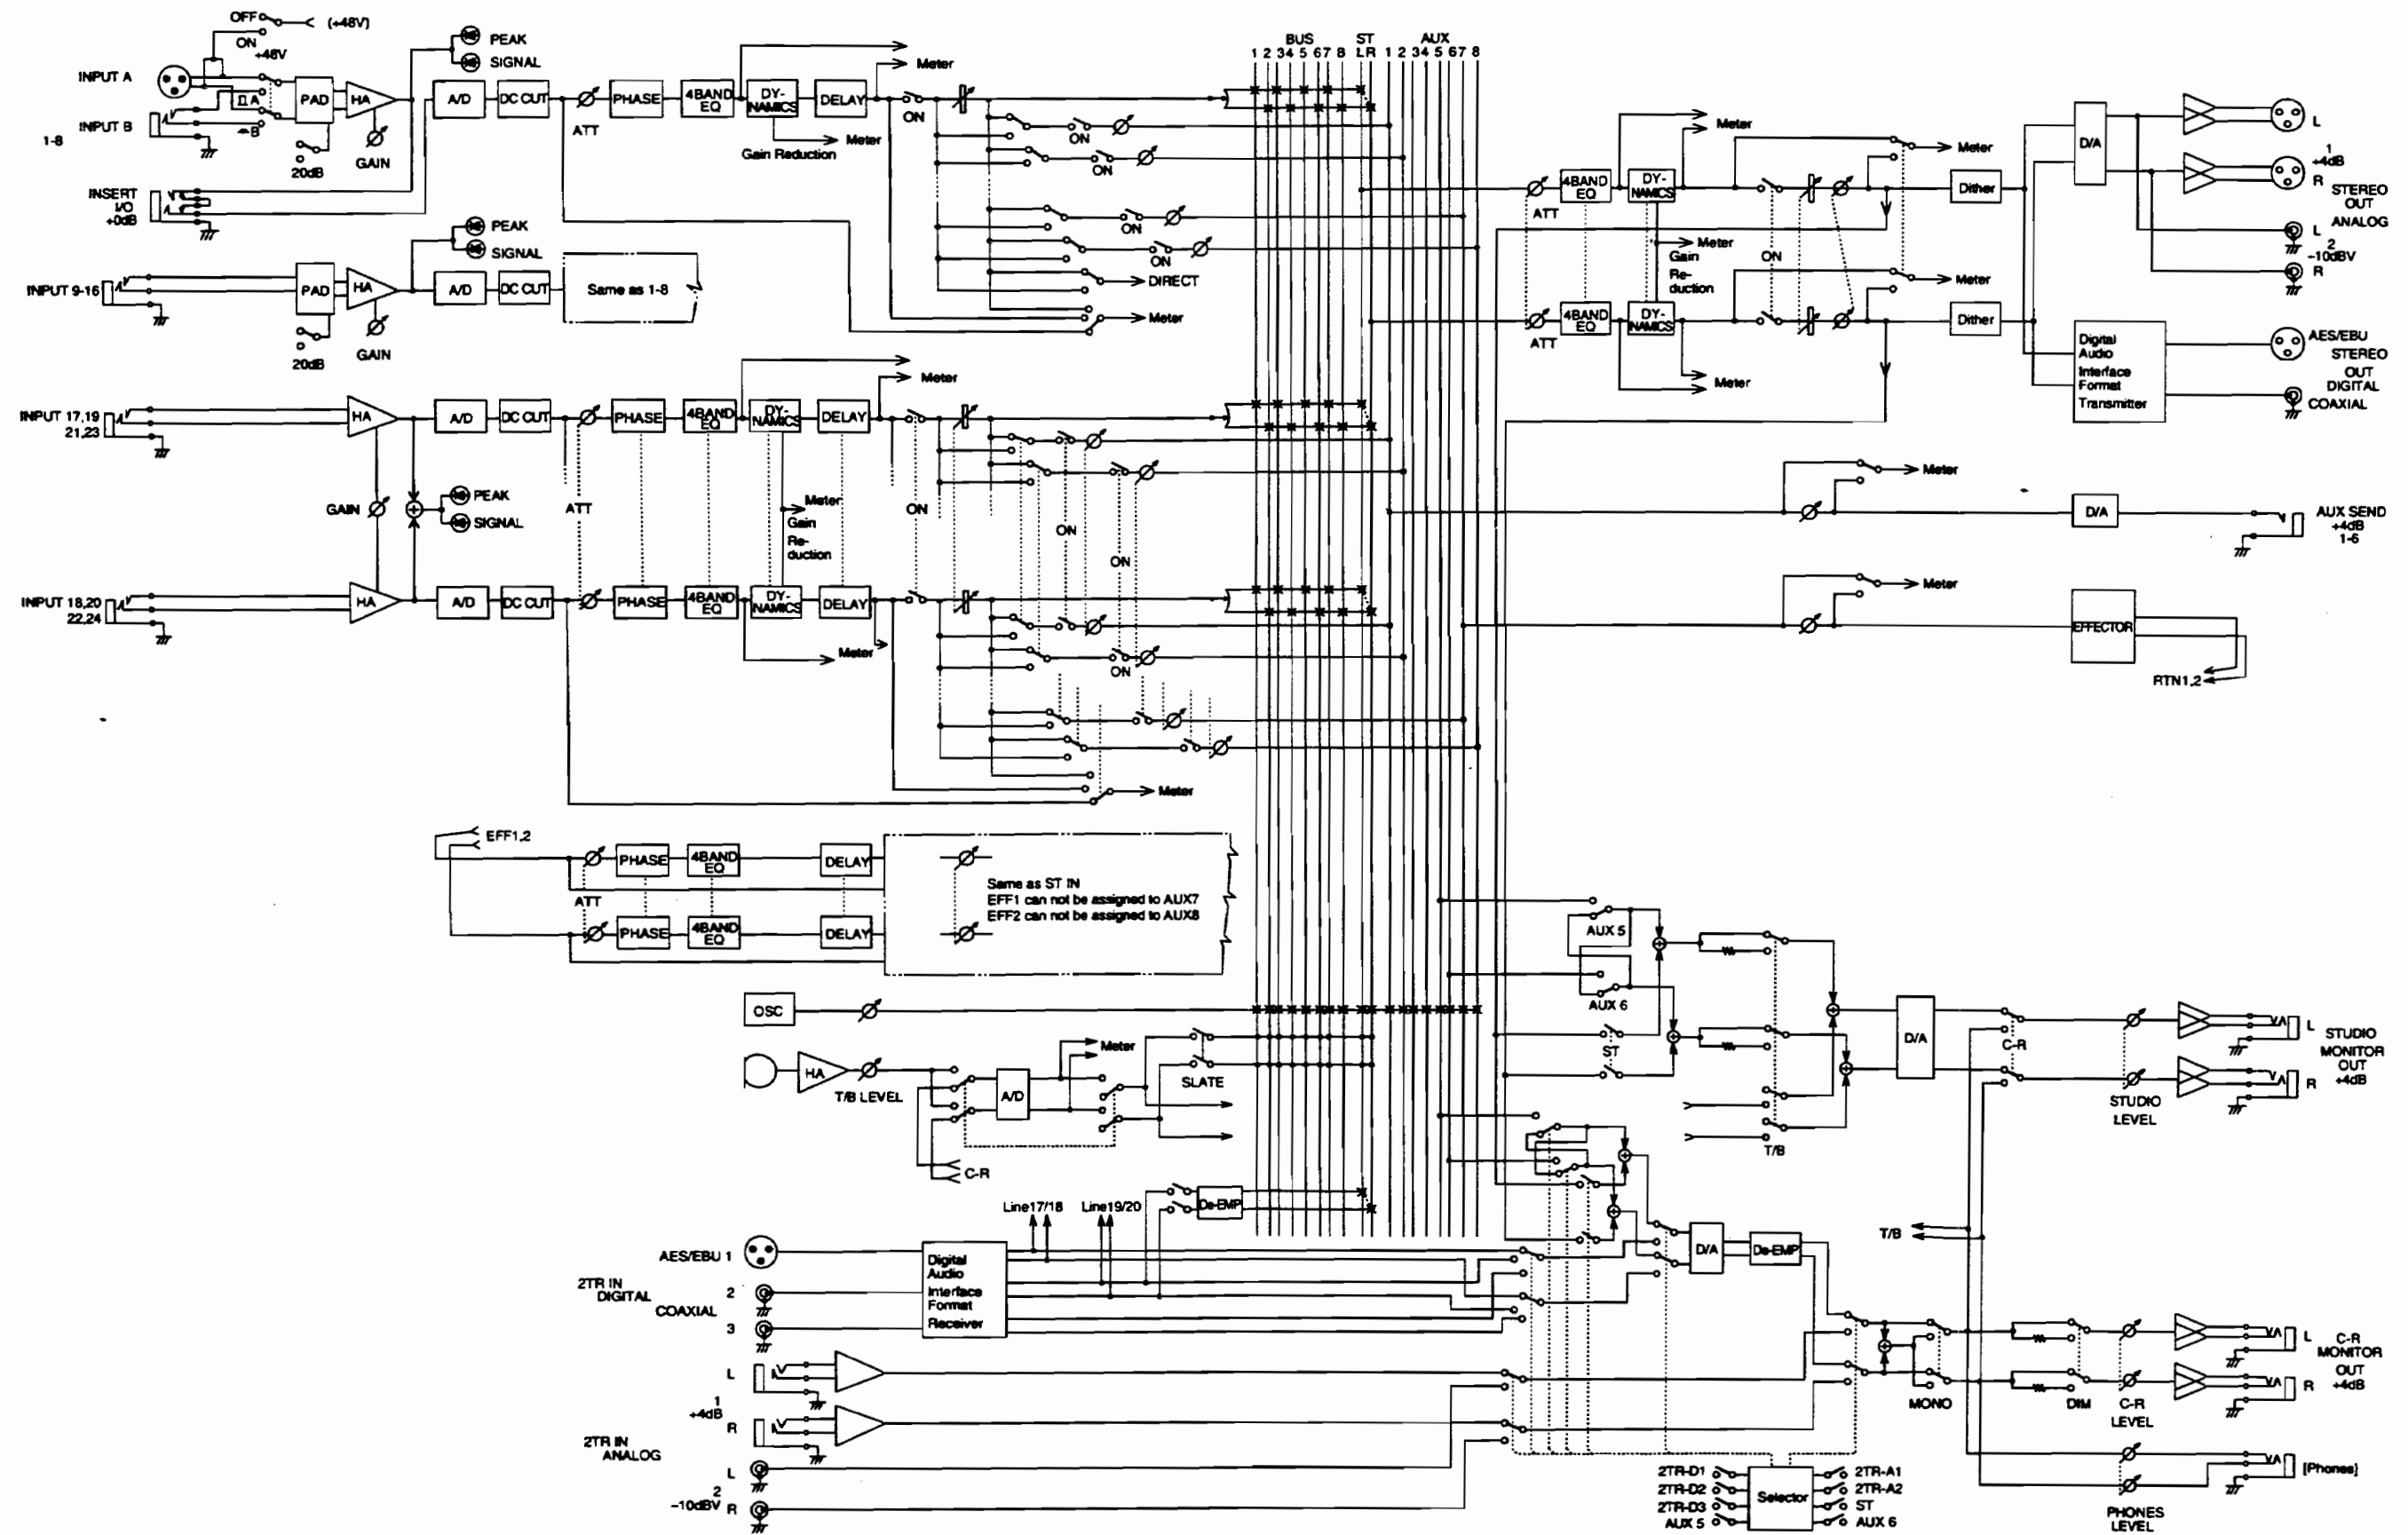 OFF (+48V)
ON
+48V
PEAK
SIGNAL
INPUT A
A
INPUT B
B
1-8
PAD
HA
20dB
GAIN
INSERT
I/O
+0dB
A/D
DC CUT
ATT
PHASE
4BAND
EQ
DY-
NAMICS
DELAY
Meter
Meter
Gain Reduction
ON
ON
ON
ON
ON
DIRECT
Meter
BUS
1 2 3 4 5 6 7 8
ST
L R
AUX
1 2 3 4 5 6 7 8
PEAK
SIGNAL
INPUT 9-16
PAD
HA
20dB
GAIN
A/D
DC CUT
Same as 1-8
INPUT 17,19
21,23
HA
A/D
DC CUT
PHASE
4BAND
EQ
DY-
NAMICS
DELAY
Meter
GAIN
PEAK
SIGNAL
ATT
Meter
Gain
Re-
duction
ON
ON
ON
INPUT 18,20
22,24
HA
A/D
DC CUT
PHASE
4BAND
EQ
DY-
NAMICS
DELAY
Meter
ON
Meter
EFF1,2
PHASE
4BAND
EQ
DELAY
ATT
PHASE
4BAND
EQ
DELAY
Same as ST IN
EFF1 can not be assigned to AUX7
EFF2 can not be assigned to AUX8
OSC
HA
T/B LEVEL
A/D
Meter
C-R
SLATE
De-EMP
Line17/18
Line19/20
AES/EBU 1
2TR IN
DIGITAL
COAXIAL
2
3
Digital
Audio
Interface
Format
Receiver
L
1
+4dB
R
2TR IN
ANALOG
L
2
-10dBV
R
ATT
4BAND
EQ
DY-
NAMICS
Meter
Meter
Meter
Gain
Re-
duction
ON
Meter
Dither
ATT
4BAND
EQ
DY-
NAMICS
Meter
Dither
D/A
L
1
+4dB
R
STEREO
OUT
ANALOG
L
2
-10dBV
R
Digital
Audio
Interface
Format
Transmitter
AES/EBU
STEREO
OUT
DIGITAL
COAXIAL
Meter
D/A
AUX SEND
+4dB
1-6
Meter
EFFECTOR
RTN1,2
AUX 5
AUX 6
ST
T/B
D/A
C-R
STUDIO
LEVEL
L
STUDIO
MONITOR
OUT
+4dB
R
D/A
De-EMP
T/B
MONO
DIM
C-R
LEVEL
L
C-R
MONITOR
OUT
+4dB
R
[Phones]
PHONES
LEVEL
2TR-D1
2TR-D2
2TR-D3
AUX 5
Selector
2TR-A1
2TR-A2
ST
AUX 6